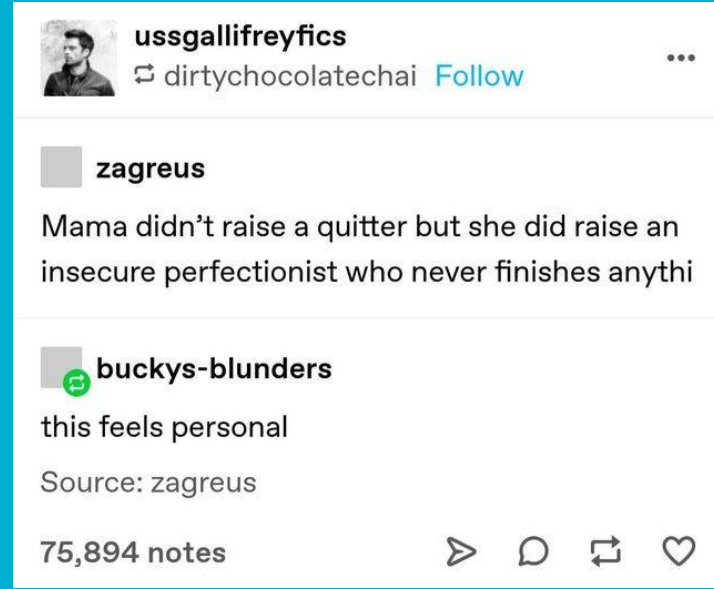 ussgallifreyfics
dirtychocolatechai Follow
zagreus
Mama didn’t raise a quitter but she did raise an
insecure perfectionist who never finishes anythi
buckys-blunders
this feels personal
Source: zagreus
75,894 notes